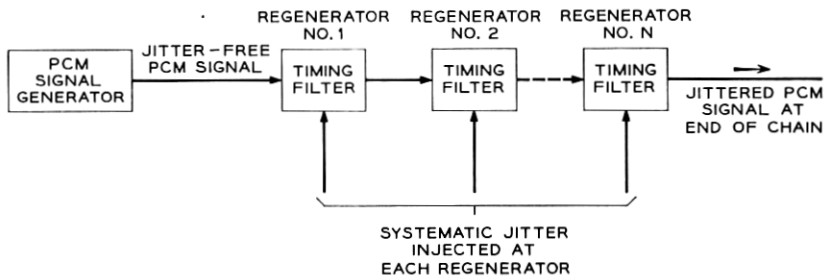 REGENERATOR
NO. 1
REGENERATOR
NO. 2
REGENERATOR
NO. N
PCM
SIGNAL
GENERATOR
JITTER-FREE
PCM SIGNAL
TIMING
FILTER
TIMING
FILTER
TIMING
FILTER
JITTERED PCM
SIGNAL AT
END OF CHAIN
SYSTEMATIC JITTER
INJECTED AT
EACH REGENERATOR